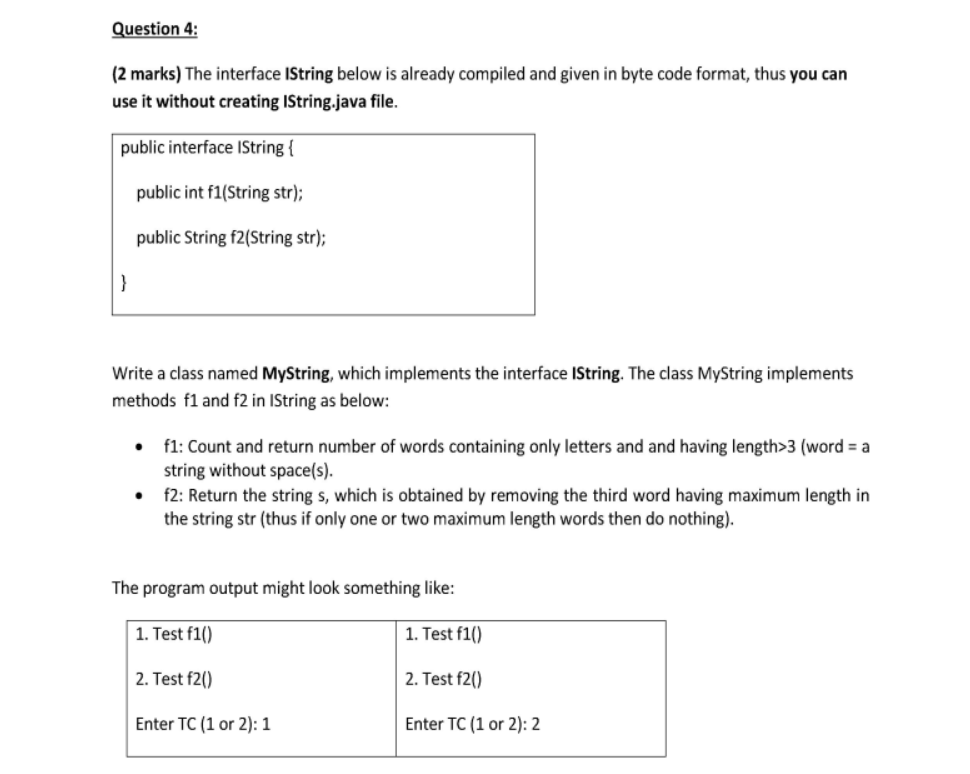 Question 4:
(2 marks) The interface IString below is already compiled and given in byte code format, thus you can
use it without creating IString.java file.
public interface IString {
public int f1(String str);
public String f2(String str);
}
Write a class named MyString, which implements the interface IString. The class MyString implements
methods f1 and f2 in IString as below:
• f1: Count and return number of words containing only letters and and having length>3 (word = a
string without space(s).
• f2: Return the string s, which is obtained by removing the third word having maximum length in
the string str (thus if only one or two maximum length words then do nothing).
The program output might look something like:
1. Test f1()
2. Test f2()
Enter TC (1 or 2): 1
1. Test f1()
2. Test f2()
Enter TC (1 or 2): 2